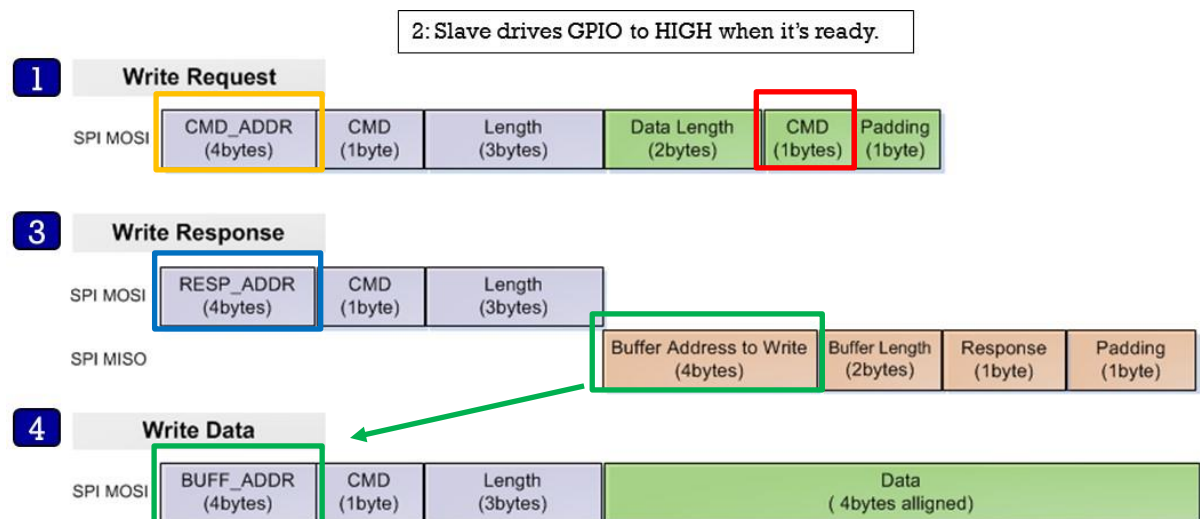 2: Slave drives GPIO to HIGH when it's ready.
1
Write Request
SPI MOSI
CMD_ADDR
(4bytes)
CMD
(1byte)
Length
(3bytes)
Data Length
(2bytes)
CMD
(1bytes)
Padding
(1byte)
3
Write Response
SPI MOSI
RESP_ADDR
(4bytes)
CMD
(1byte)
Length
(3bytes)
SPI MISO
Buffer Address to Write
(4bytes)
Buffer Length
(2bytes)
Response
(1byte)
Padding
(1byte)
4
Write Data
SPI MOSI
BUFF_ADDR
(4bytes)
CMD
(1byte)
Length
(3bytes)
Data
( 4bytes alligned)